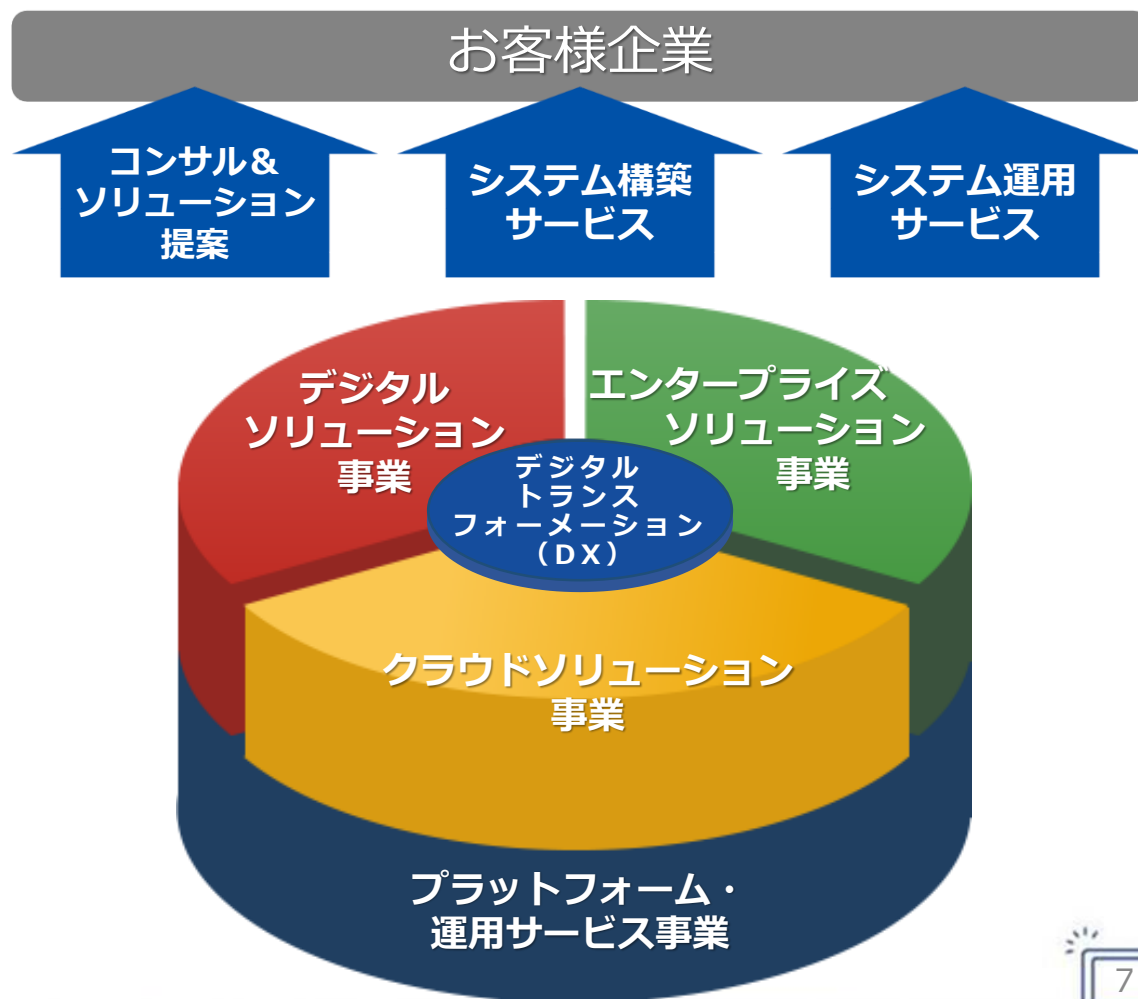 お客様企業
コンサル＆
ソリューション
提案
システム構築
サービス
システム運用
サービス
デジタル
ソリューション
事業
エンタープライズ
ソリューション
事業
デジタル
トランス
フォーメーション
（ＤＸ）
クラウドソリューション
事業
プラットフォーム・
運用サービス事業
7